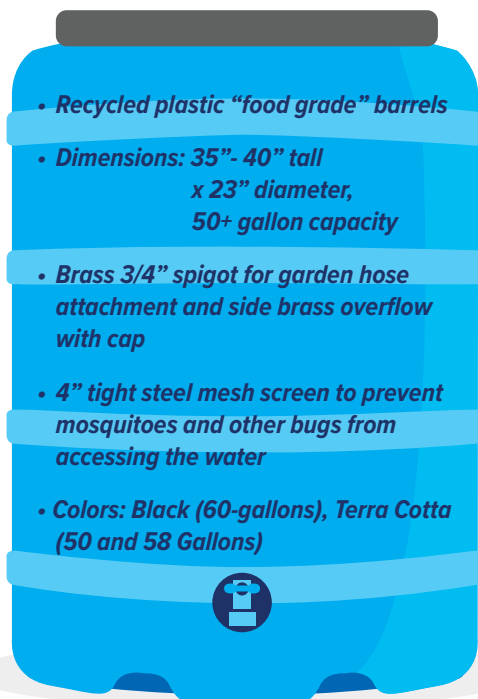 • Recycled plastic “food grade” barrels
• Dimensions: 35”- 40” tall
x 23” diameter,
50+ gallon capacity
• Brass 3/4” spigot for garden hose
attachment and side brass overflow
with cap
• 4” tight steel mesh screen to prevent
mosquitoes and other bugs from
accessing the water
• Colors: Black (60-gallons), Terra Cotta
(50 and 58 Gallons)